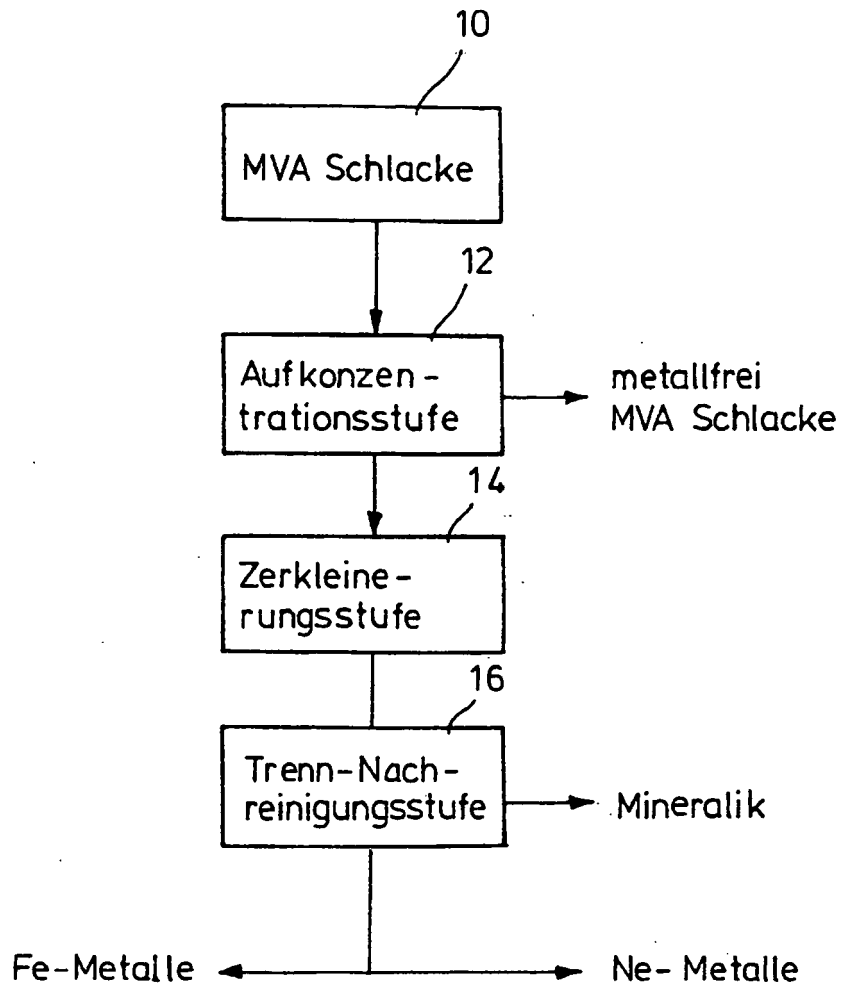 10
MVA Schlacke
12
Aufkonzen-
trationsstufe
metallfrei
MVA Schlacke
14
Zerkleine-
rungsstufe
16
Trenn-Nach-
reinigungsstufe
Mineralik
Fe-Metalle
Ne-Metalle